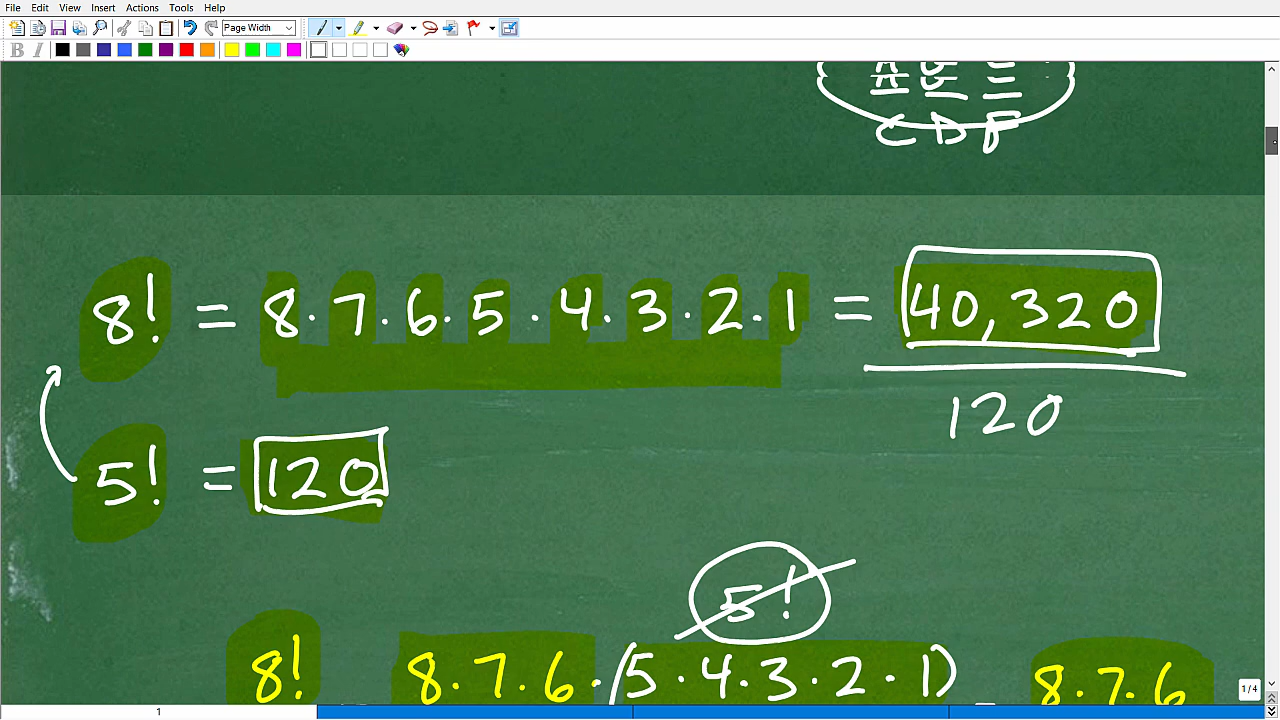 File Edit View Insert Actions Tools Help
Page Width
B I
C D F
8! = 8·7·6·5·4·3·2·1 = 40,320
120
5! = 120
5!
8! 8·7·6·(5·4·3·2·1) 8·7·6
1/4
1